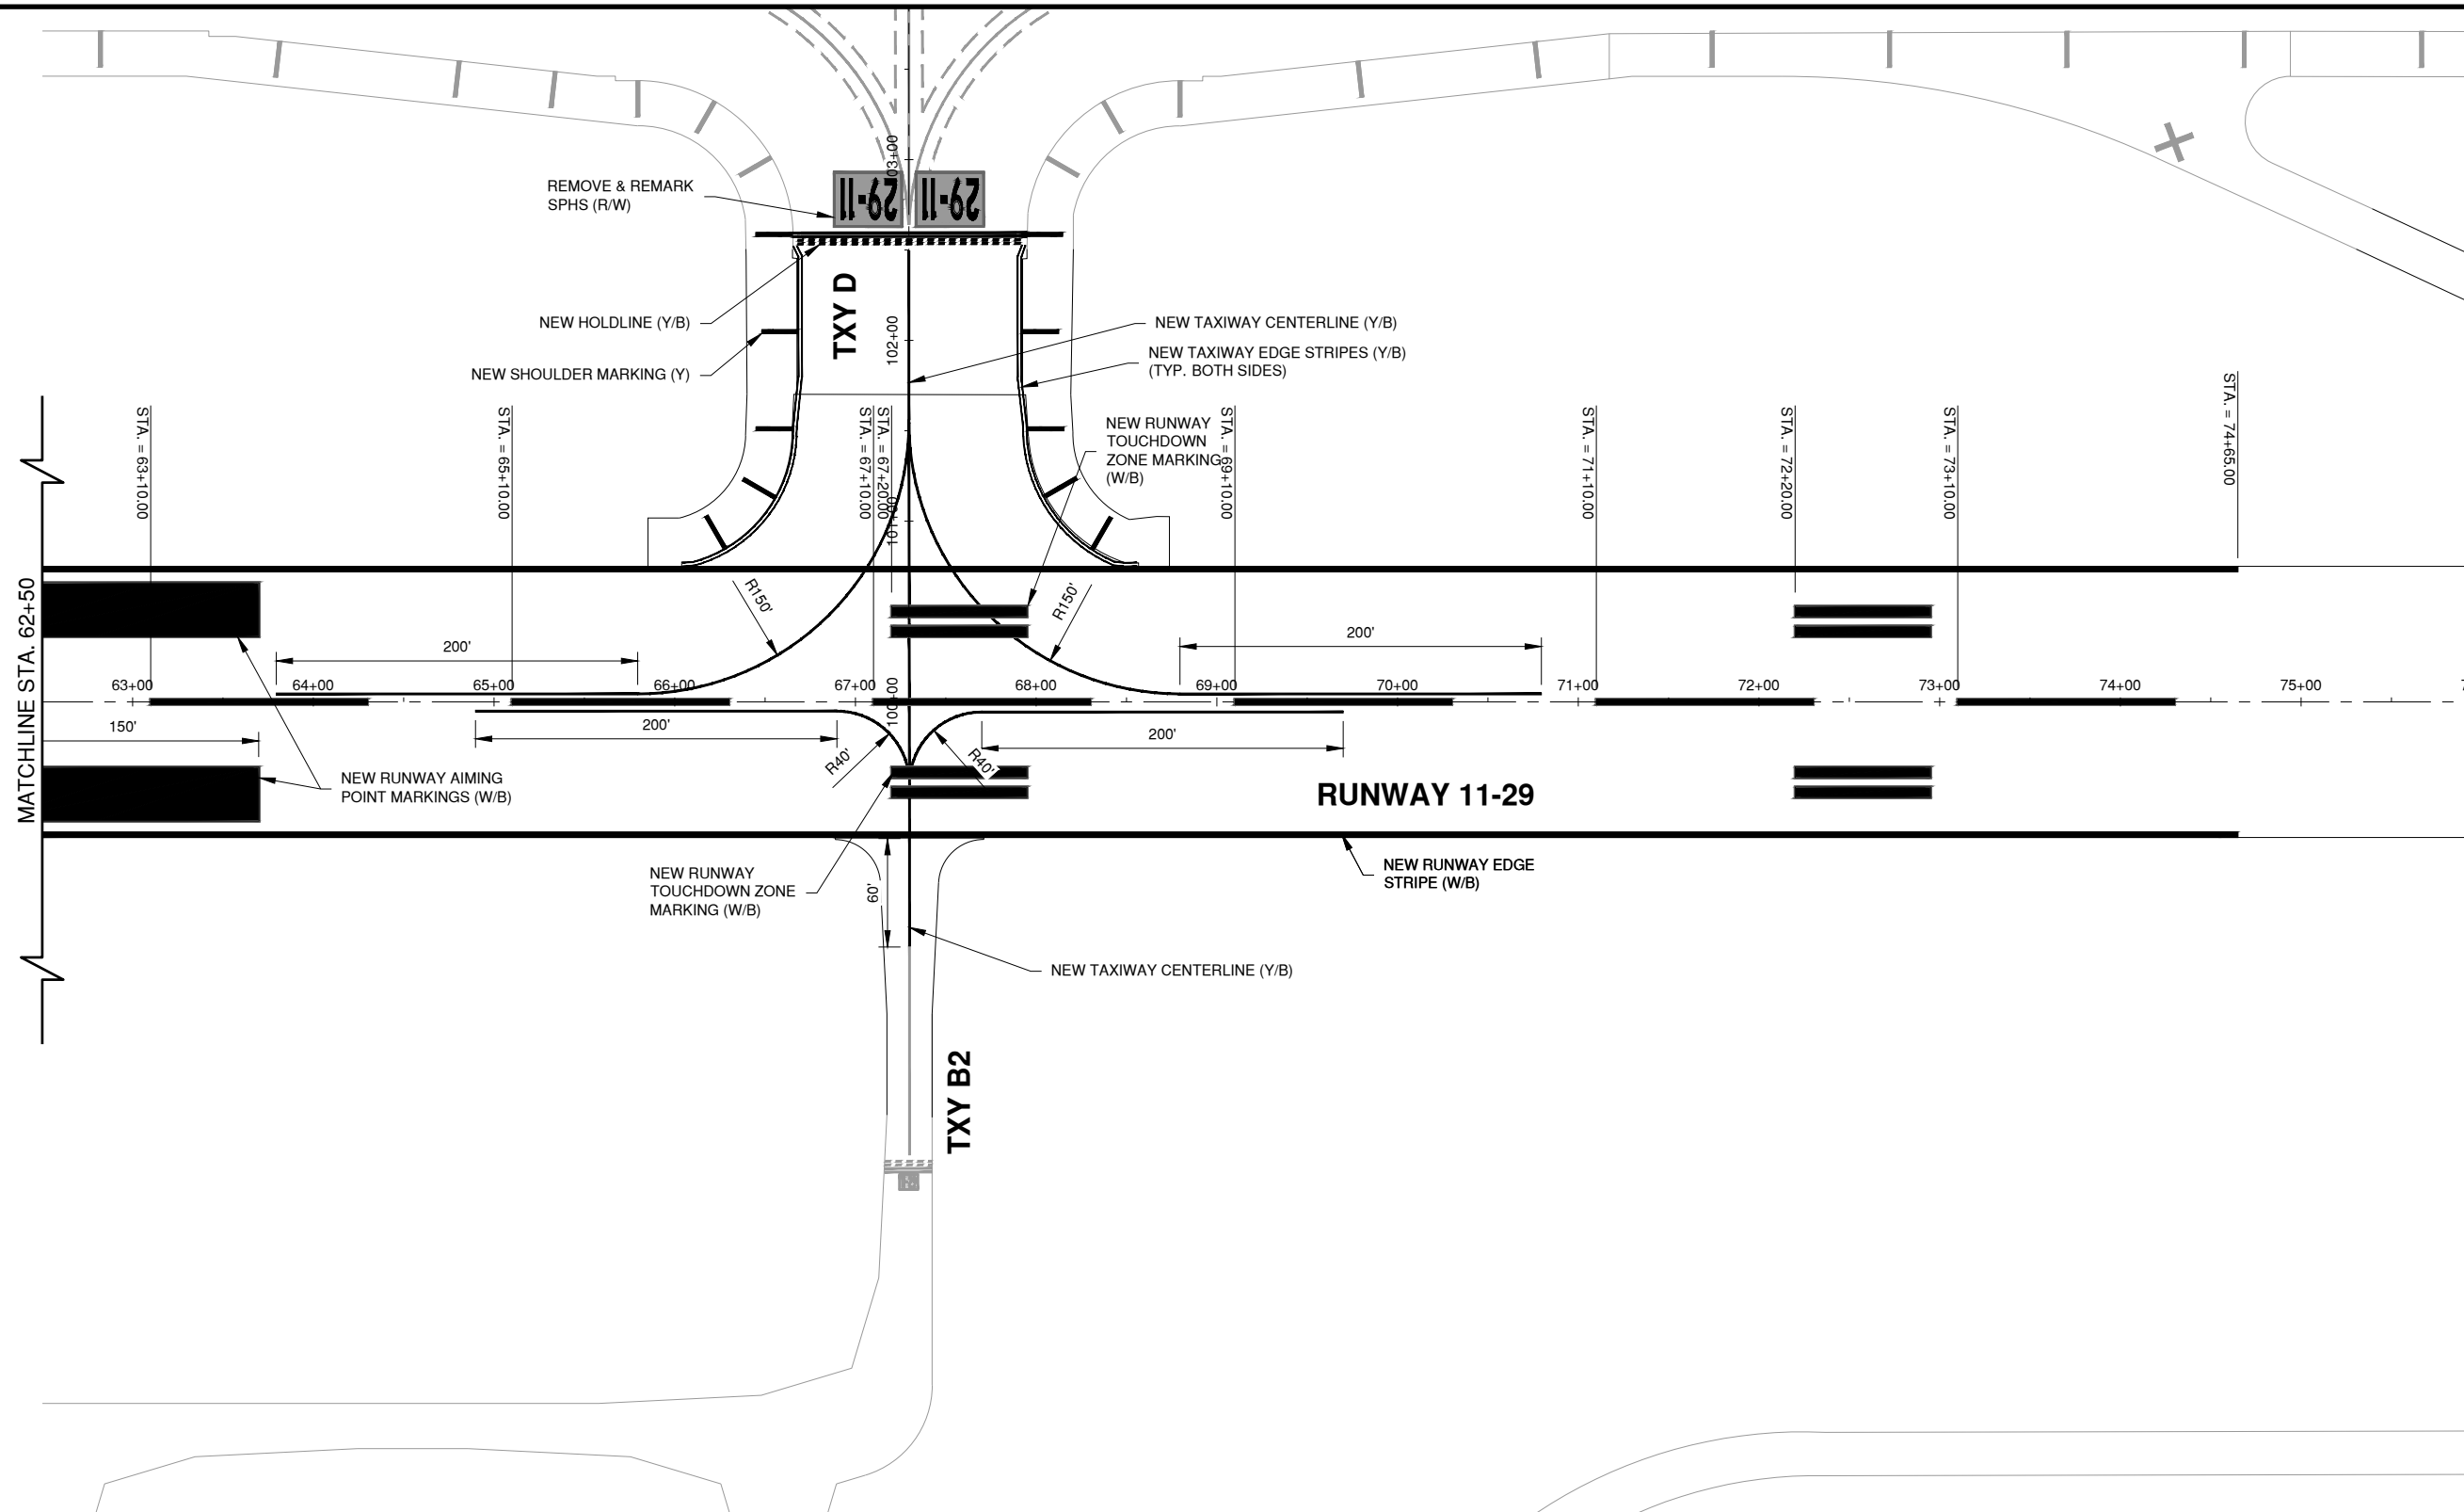 03+00
29-11
29-11
REMOVE & REMARK
SPHS (R/W)
TXY D
NEW HOLDLINE (Y/B)
NEW SHOULDER MARKING (Y)
102+00
NEW TAXIWAY CENTERLINE (Y/B)
NEW TAXIWAY EDGE STRIPES (Y/B)
(TYP. BOTH SIDES)
NEW RUNWAY
TOUCHDOWN
ZONE MARKING
(W/B)
STA. = 63+10.00
STA. = 65+10.00
STA. = 67+10.00
STA. = 67+20.00
STA. = 69+10.00
STA. = 71+10.00
STA. = 72+20.00
STA. = 73+10.00
STA. = 74+65.00
101+00
MATCHLINE STA. 62+50
R150'
R150'
200'
200'
63+00
64+00
65+00
66+00
67+00
68+00
69+00
70+00
71+00
72+00
73+00
74+00
75+00
100+00
150'
200'
200'
R40'
R40'
NEW RUNWAY AIMING
POINT MARKINGS (W/B)
RUNWAY 11-29
NEW RUNWAY
TOUCHDOWN ZONE
MARKING (W/B)
60'
NEW RUNWAY EDGE
STRIPE (W/B)
NEW TAXIWAY CENTERLINE (Y/B)
TXY B2